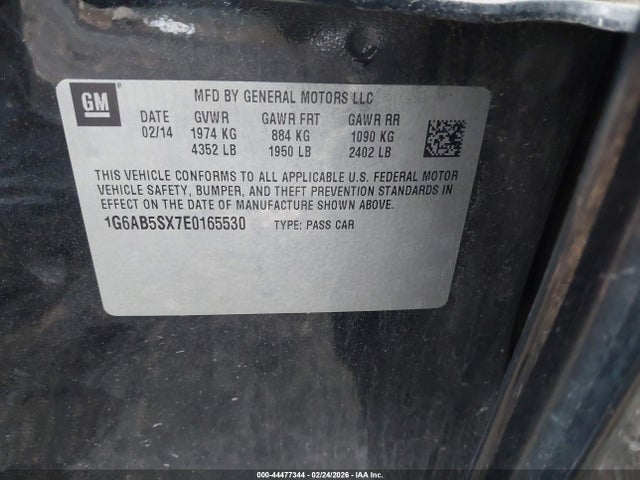 GM
MFD BY GENERAL MOTORS LLC
DATE GVWR GAWR FRT GAWR RR
02/14 1974 KG 884 KG 1090 KG
4352 LB 1950 LB 2402 LB
THIS VEHICLE CONFORMS TO ALL APPLICABLE U.S. FEDERAL MOTOR
VEHICLE SAFETY, BUMPER, AND THEFT PREVENTION STANDARDS IN
EFFECT ON THE DATE OF MANUFACTURE SHOWN ABOVE.
1G6AB5SX7E0165530 TYPE: PASS CAR
000-44477344 - 02/24/2026 - IAA Inc.